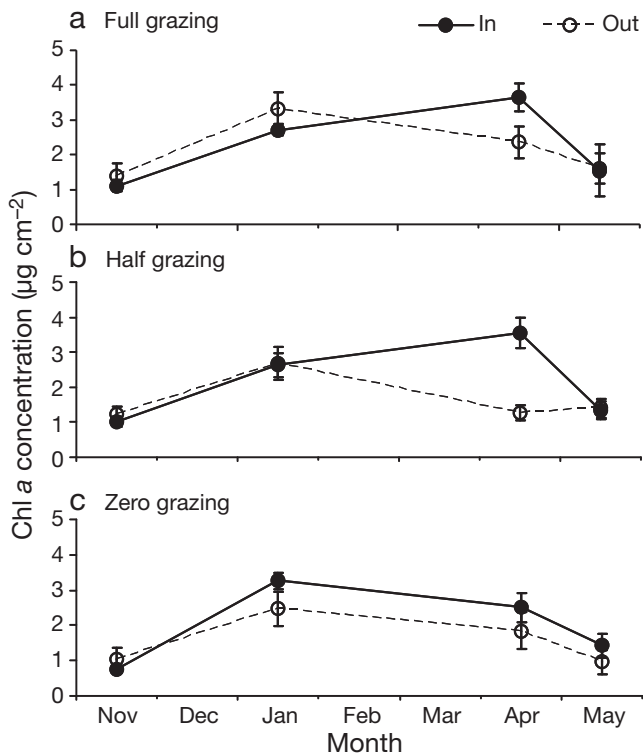 a Full grazing
In Out
5
4
3
2
1
0
b Half grazing
5
4
3
2
1
0
c Zero grazing
5
4
3
2
1
0
Chl a concentration (µg cm⁻²)
Nov Dec Jan Feb Mar Apr May
Month